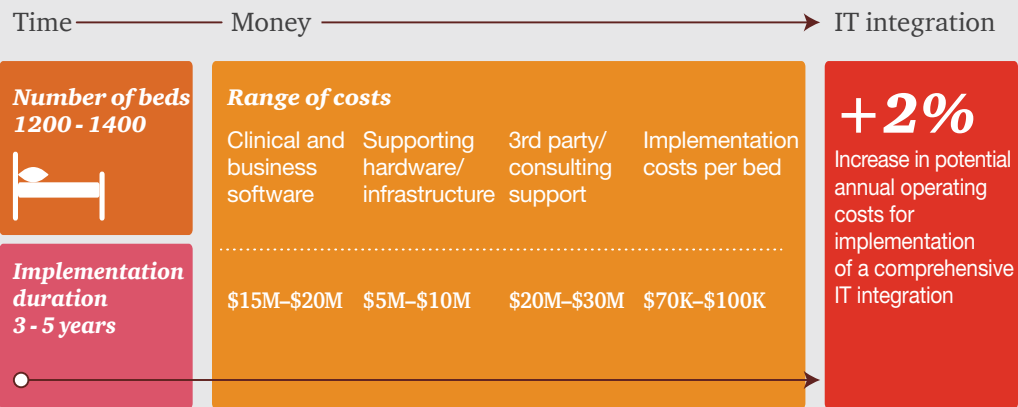 Time
Money
IT integration
Number of beds
1200 - 1400
Implementation
duration
3 - 5 years
Range of costs
Clinical and
business
software
Supporting
hardware/
infrastructure
3rd party/
consulting
support
Implementation
costs per bed
$15M–$20M
$5M–$10M
$20M–$30M
$70K–$100K
+2%
Increase in potential
annual operating
costs for
implementation
of a comprehensive
IT integration